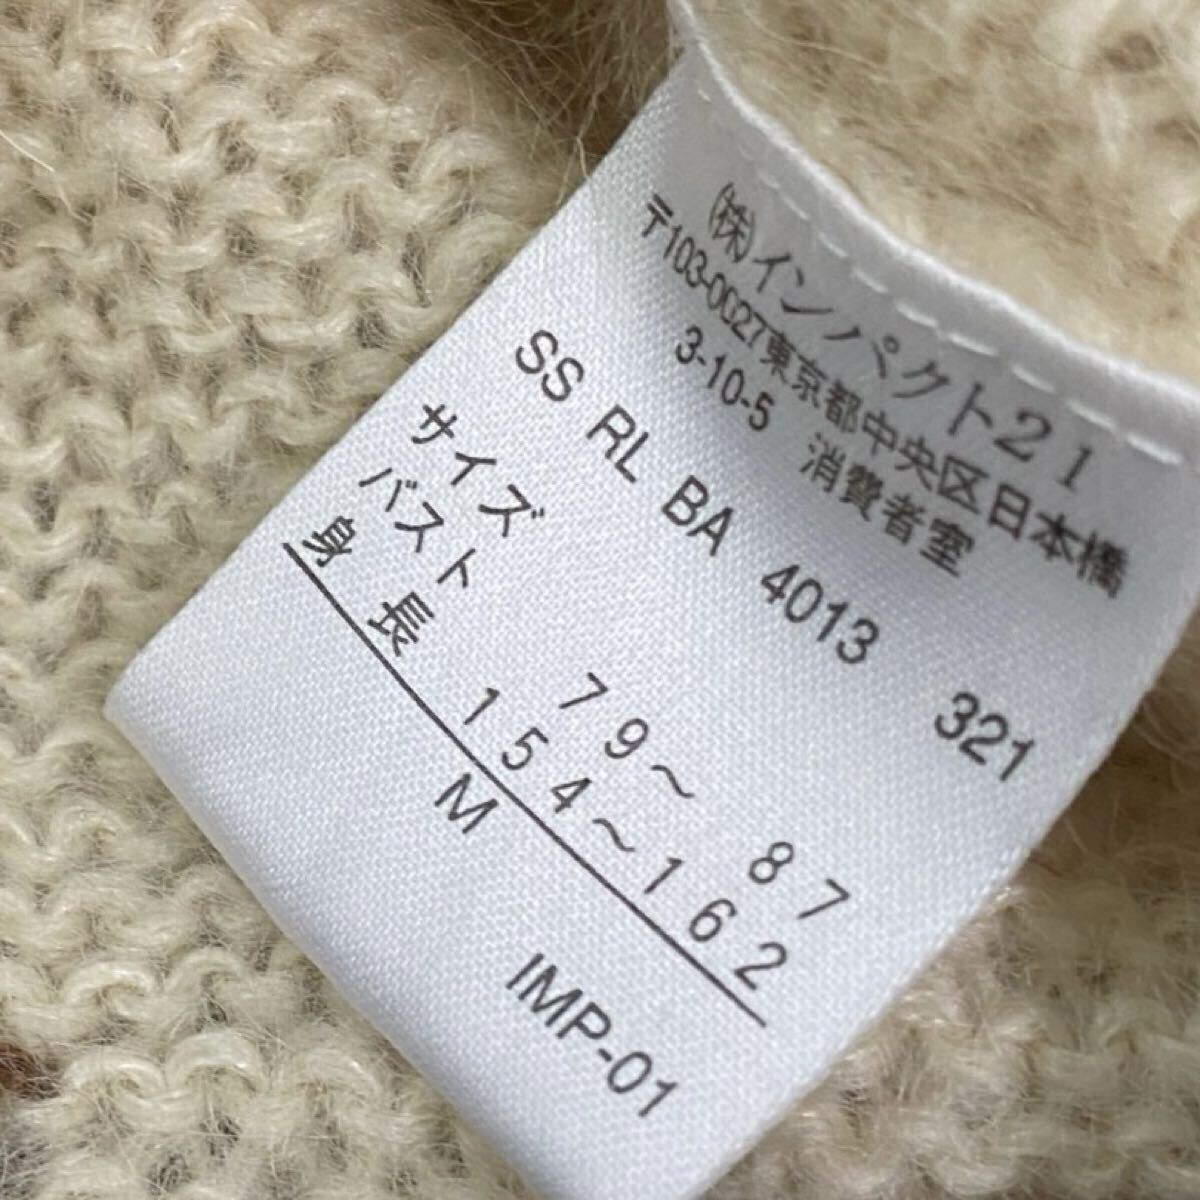 ㈱インパクト21
〒103-0027東京都中央区日本橋
3-10-5 消費者室
SS RL BA 4013 321
サイズ
バスト 79～ 87
身長 154～162
M
IMP-01